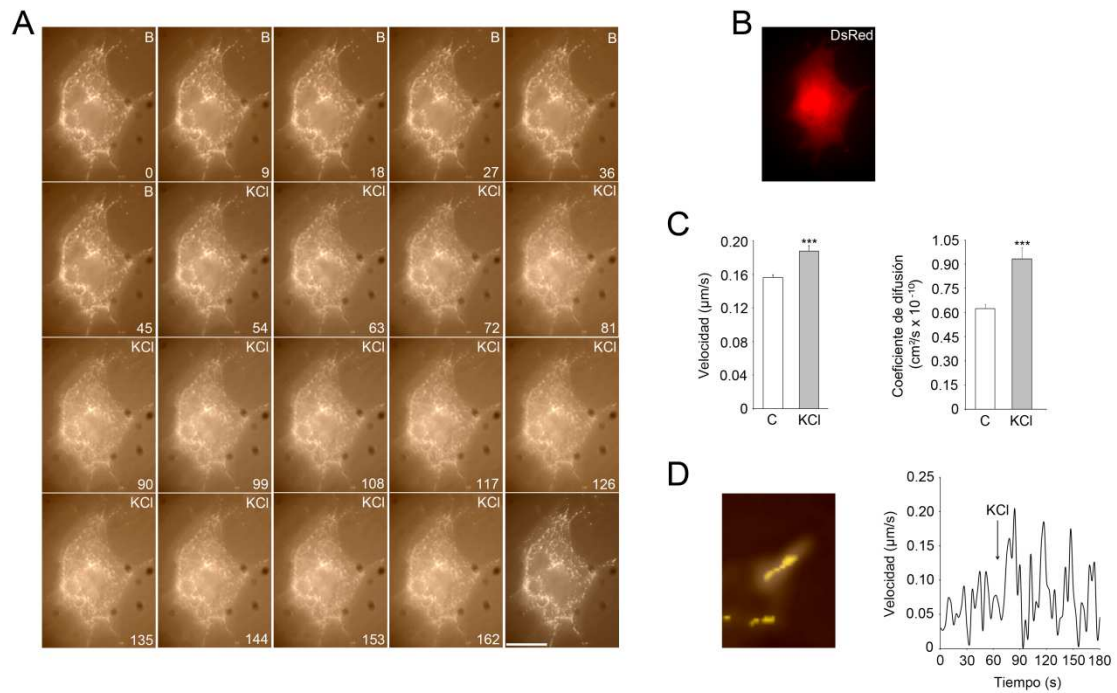 A
B
B
B
B
B
0
9
18
27
36
B
KCl
KCl
KCl
KCl
45
54
63
72
81
KCl
KCl
KCl
KCl
KCl
90
99
108
117
126
KCl
KCl
KCl
KCl
135
144
153
162
B
DsRed
C
Velocidad (µm/s)
0.20
0.16
0.12
0.08
0.04
0
***
C
KCl
Coeficiente de difusión
(cm²/s x 10⁻¹⁰)
1.05
0.90
0.75
0.60
0.45
0.30
0.15
0
***
C
KCl
D
Velocidad (µm/s)
0.25
0.20
0.15
0.10
0.05
0
KCl
0 30 60 90 120 150 180
Tiempo (s)